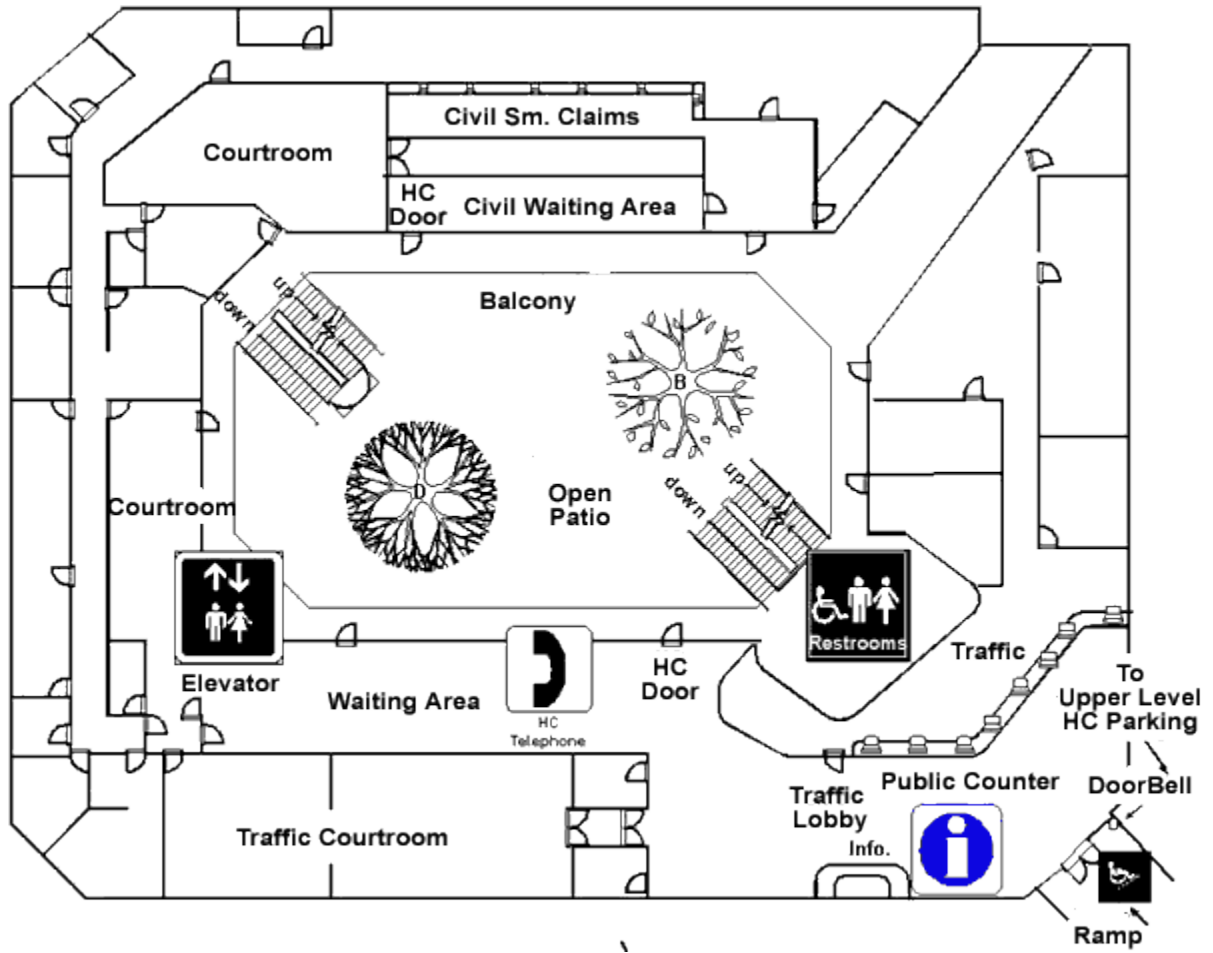 Civil Sm. Claims
Courtroom
HC
Door
Civil Waiting Area
up
down
Balcony
B
up
down
D
Open
Patio
Courtroom
Restrooms
Elevator
Waiting Area
HC
Telephone
HC
Door
Traffic
To
Upper Level
HC Parking
Public Counter
DoorBell
Traffic
Lobby
Info.
i
Traffic Courtroom
Ramp